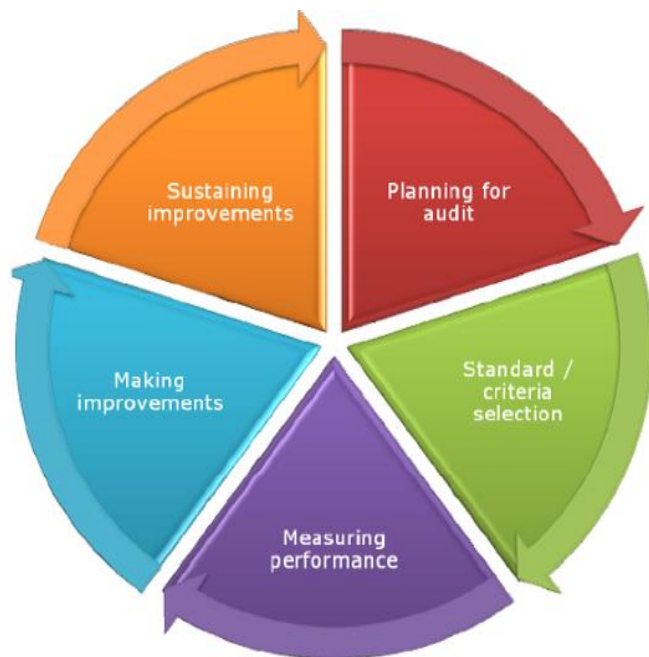 Planning for
audit
Standard /
criteria
selection
Measuring
performance
Making
improvements
Sustaining
improvements